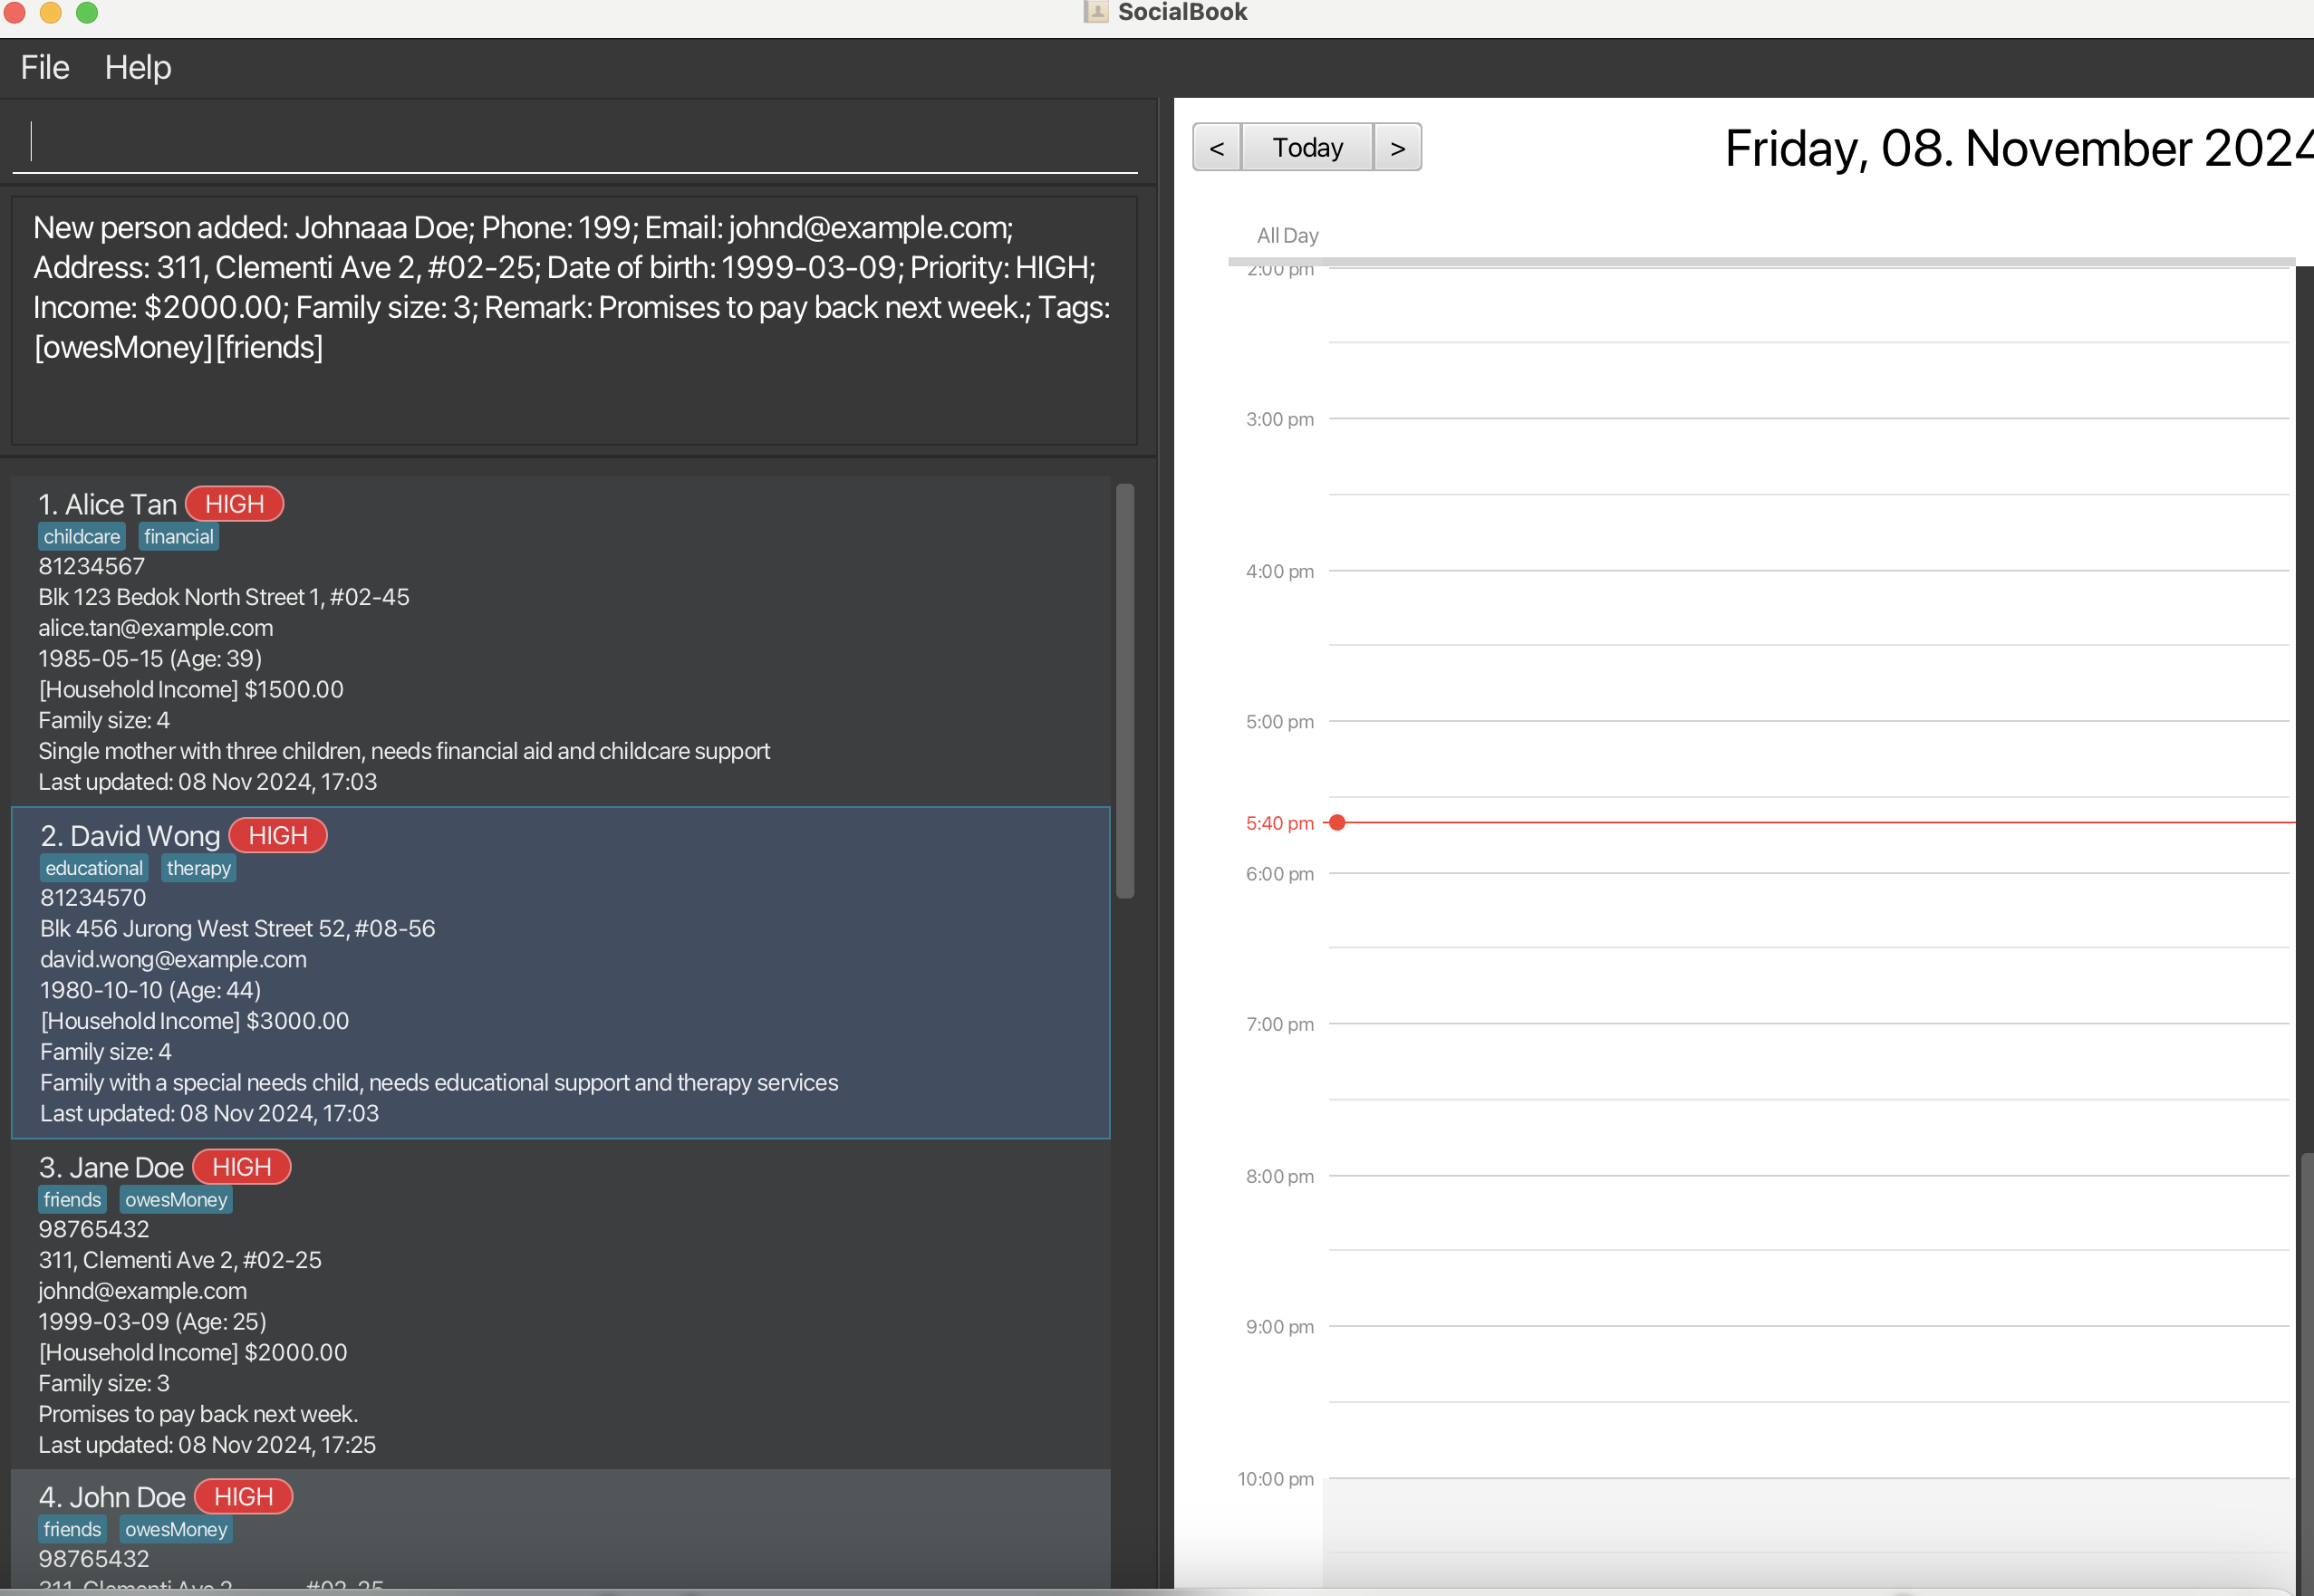 SocialBook
File Help
New person added: Johnaaa Doe; Phone: 199; Email: johnd@example.com;
Address: 311, Clementi Ave 2, #02-25; Date of birth: 1999-03-09; Priority: HIGH;
Income: $2000.00; Family size: 3; Remark: Promises to pay back next week.; Tags:
[owesMoney][friends]
1. Alice Tan HIGH
childcare financial
81234567
Blk 123 Bedok North Street 1, #02-45
alice.tan@example.com
1985-05-15 (Age: 39)
[Household Income] $1500.00
Family size: 4
Single mother with three children, needs financial aid and childcare support
Last updated: 08 Nov 2024, 17:03
2. David Wong HIGH
educational therapy
81234570
Blk 456 Jurong West Street 52, #08-56
david.wong@example.com
1980-10-10 (Age: 44)
[Household Income] $3000.00
Family size: 4
Family with a special needs child, needs educational support and therapy services
Last updated: 08 Nov 2024, 17:03
3. Jane Doe HIGH
friends owesMoney
98765432
311, Clementi Ave 2, #02-25
johnd@example.com
1999-03-09 (Age: 25)
[Household Income] $2000.00
Family size: 3
Promises to pay back next week.
Last updated: 08 Nov 2024, 17:25
4. John Doe HIGH
friends owesMoney
98765432
311, Clementi Ave 2, #02-25
< Today >
Friday, 08. November 2024
All Day
2:00 pm
3:00 pm
4:00 pm
5:00 pm
5:40 pm
6:00 pm
7:00 pm
8:00 pm
9:00 pm
10:00 pm